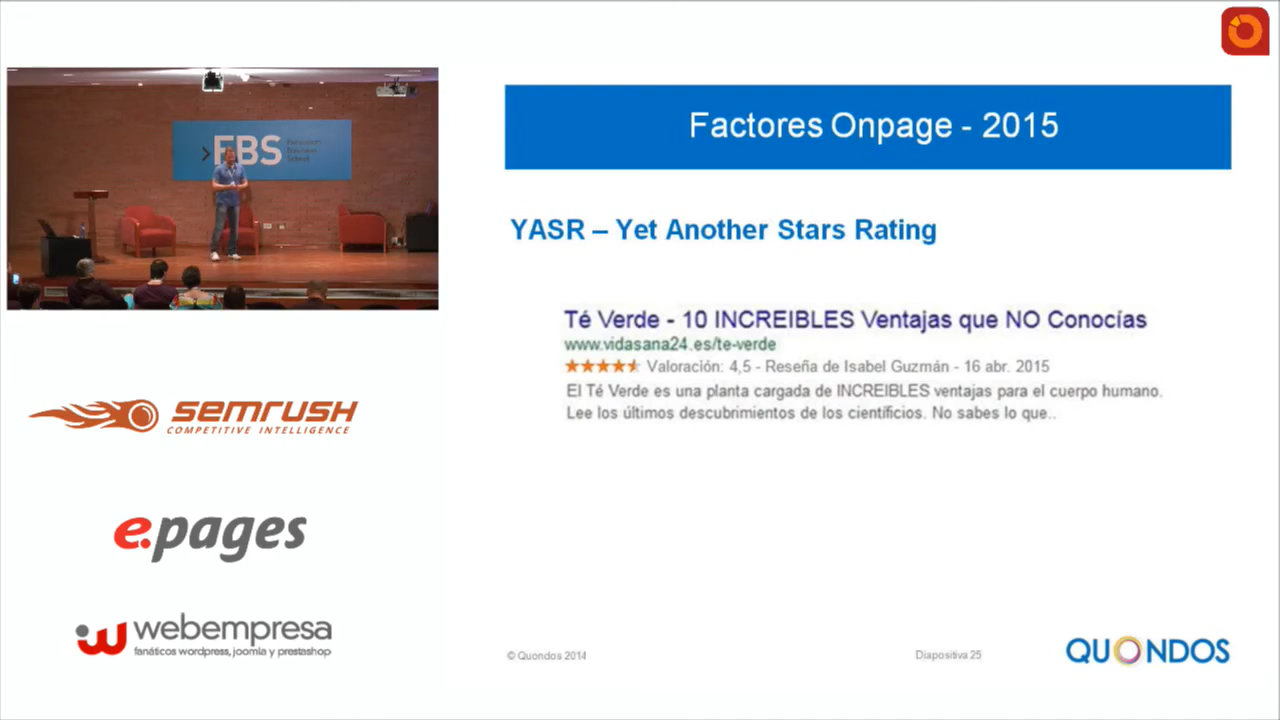 FBS
Factores Onpage - 2015
YASR – Yet Another Stars Rating
Té Verde - 10 INCREIBLES Ventajas que NO Conocías
www.vidasana24.es/te-verde
Valoración: 4,5 - Reseña de Isabel Guzmán - 16 abr. 2015
El Té Verde es una planta cargada de INCREIBLES ventajas para el cuerpo humano.
Lee los últimos descubrimientos de los científicios. No sabes lo que..
semrush
COMPETITIVE INTELLIGENCE
e.pages
webempresa
fanáticos wordpress, joomla y prestashop
© Quondos 2014
Diapositiva 25
QUONDOS